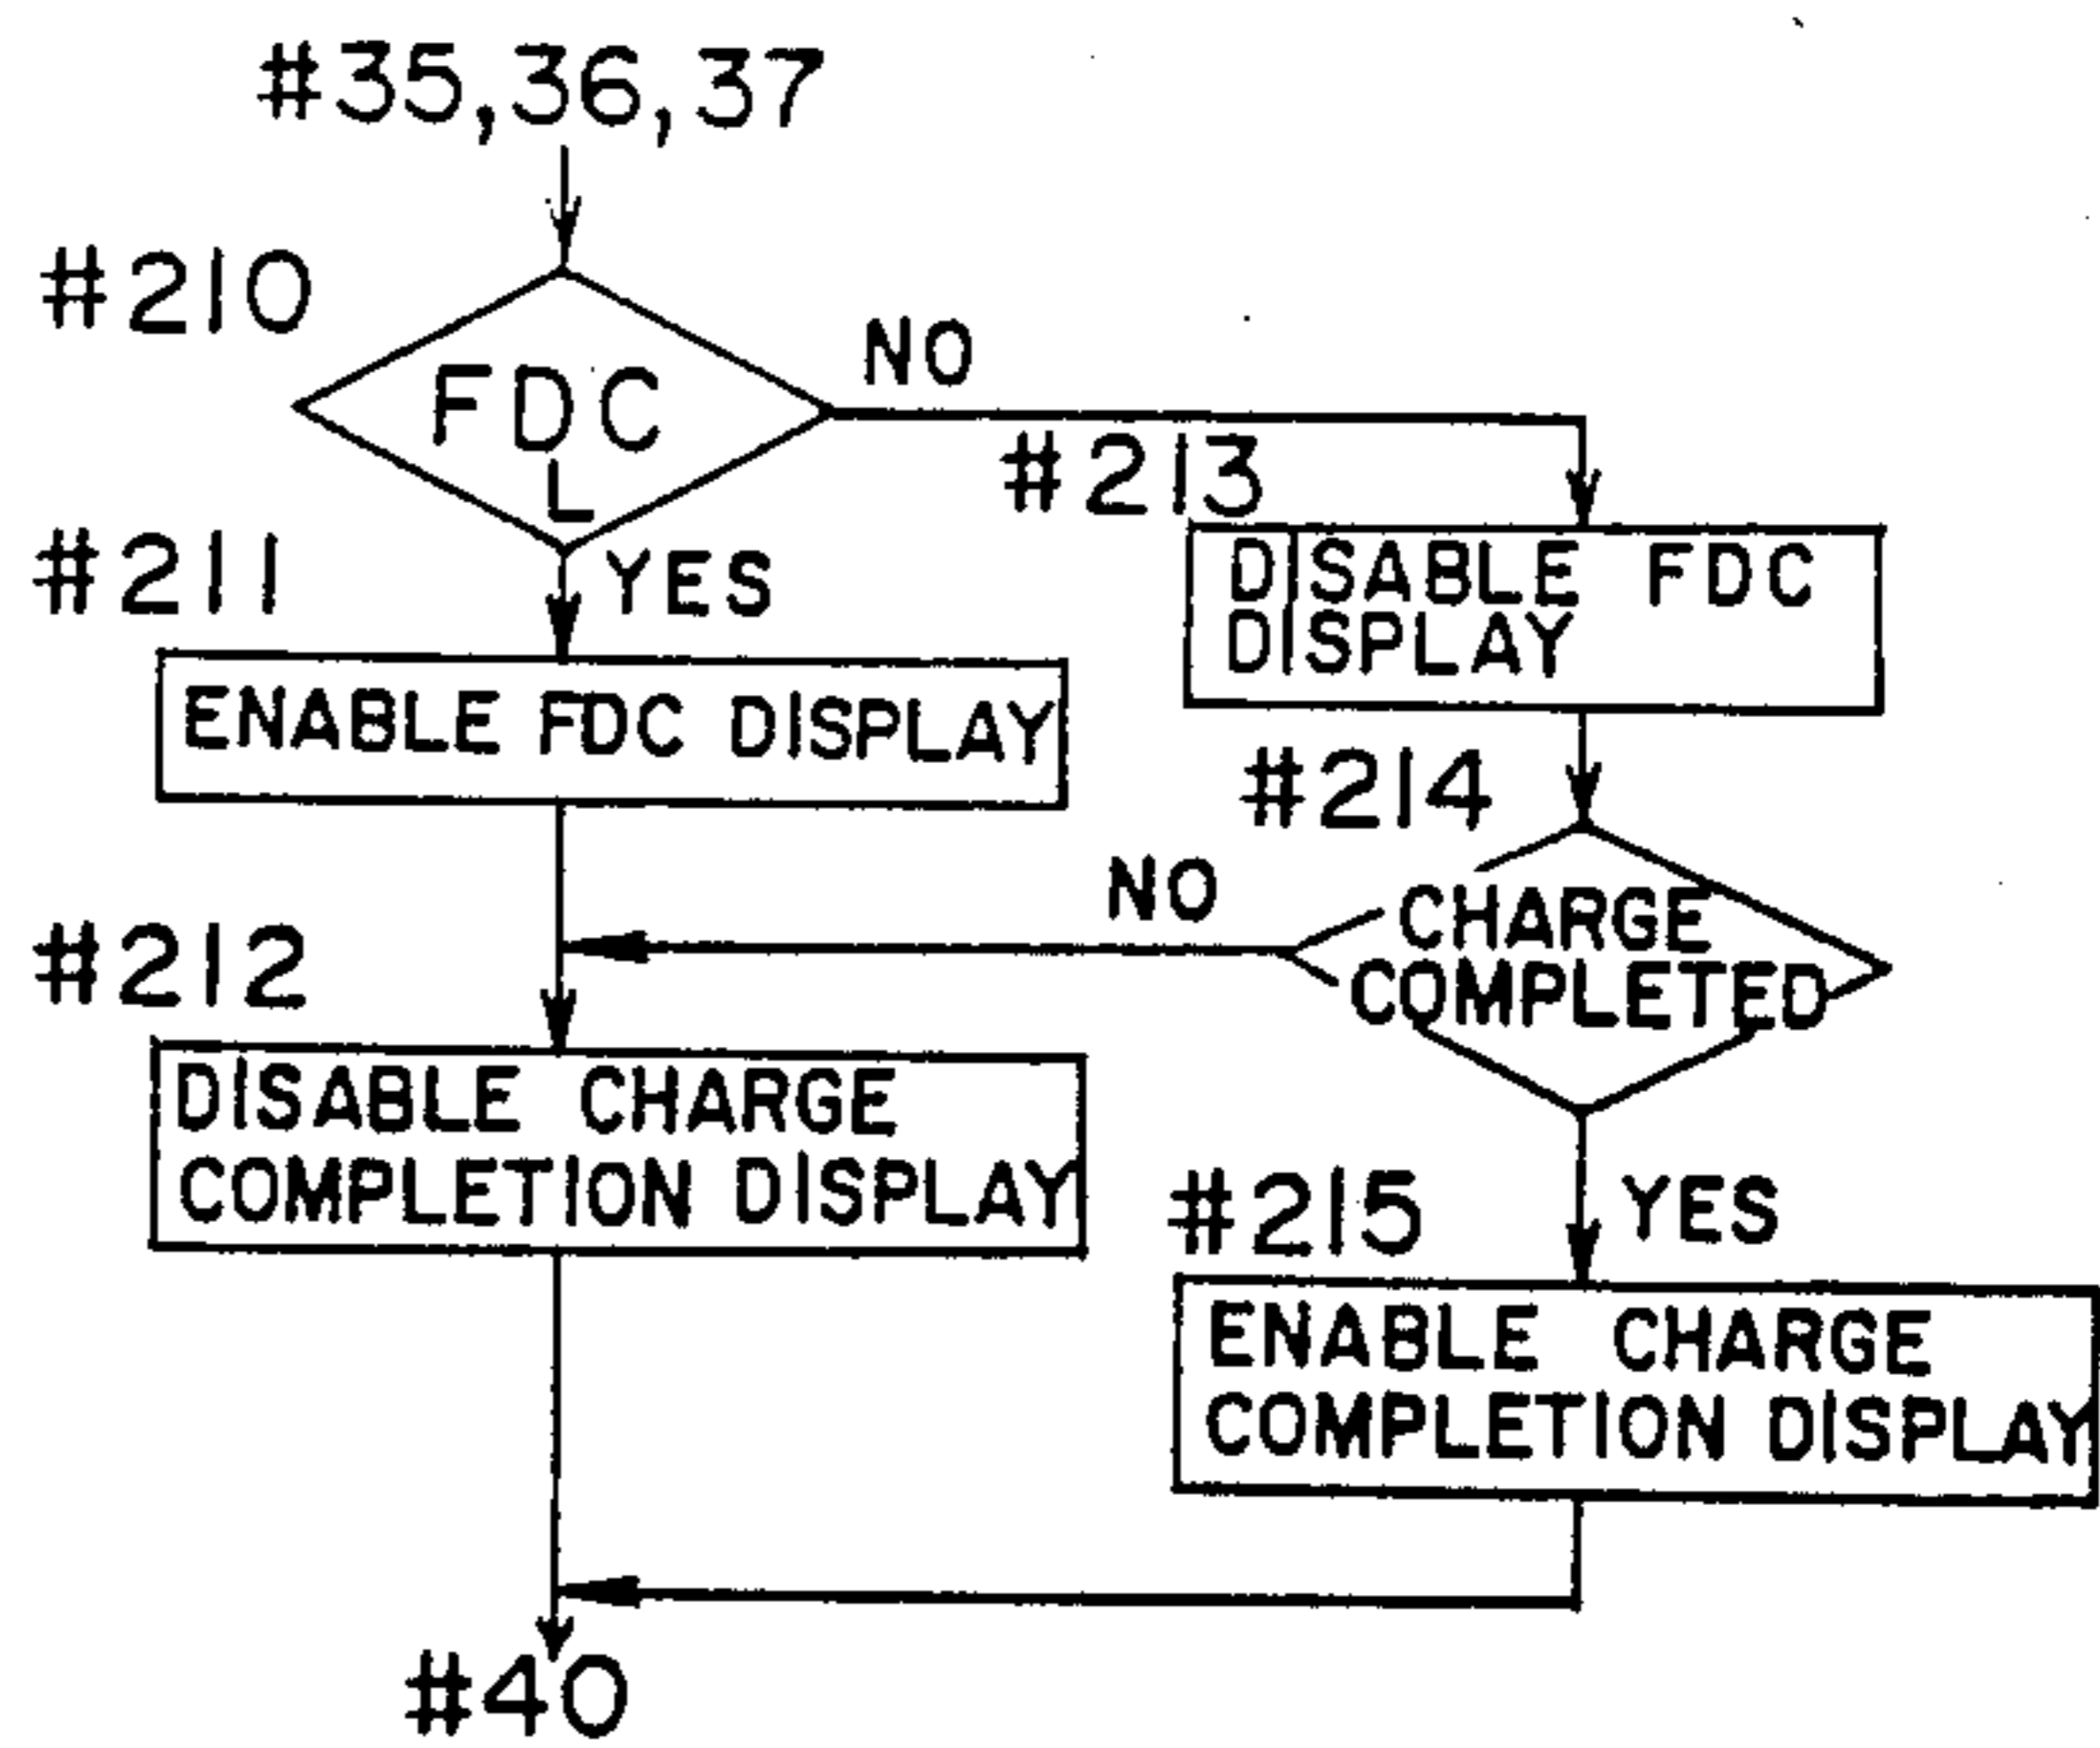 #35,36,37
#210
FDC
L
NO
#213
#211
YES
DISABLE FDC
DISPLAY
ENABLE FDC DISPLAY
#214
NO
CHARGE
COMPLETED
#212
DISABLE CHARGE
COMPLETION DISPLAY
#215
YES
ENABLE CHARGE
COMPLETION DISPLAY
#40